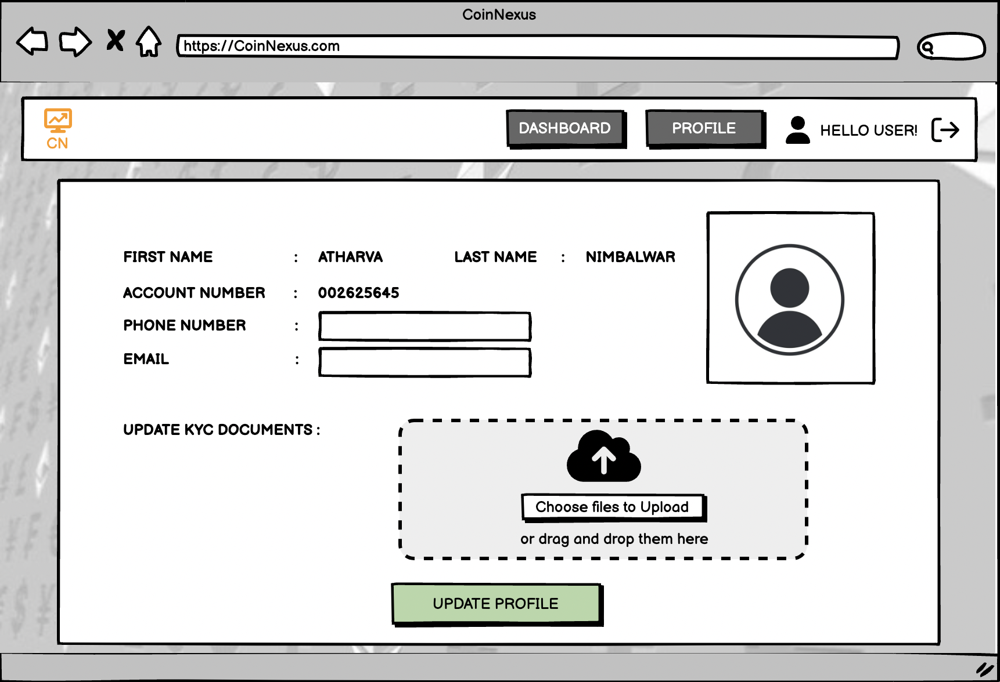 CoinNexus
https://CoinNexus.com
CN
DASHBOARD
PROFILE
HELLO USER!
FIRST NAME : ATHARVA LAST NAME : NIMBALWAR
ACCOUNT NUMBER : 002625645
PHONE NUMBER :
EMAIL :
UPDATE KYC DOCUMENTS :
Choose files to Upload
or drag and drop them here
UPDATE PROFILE